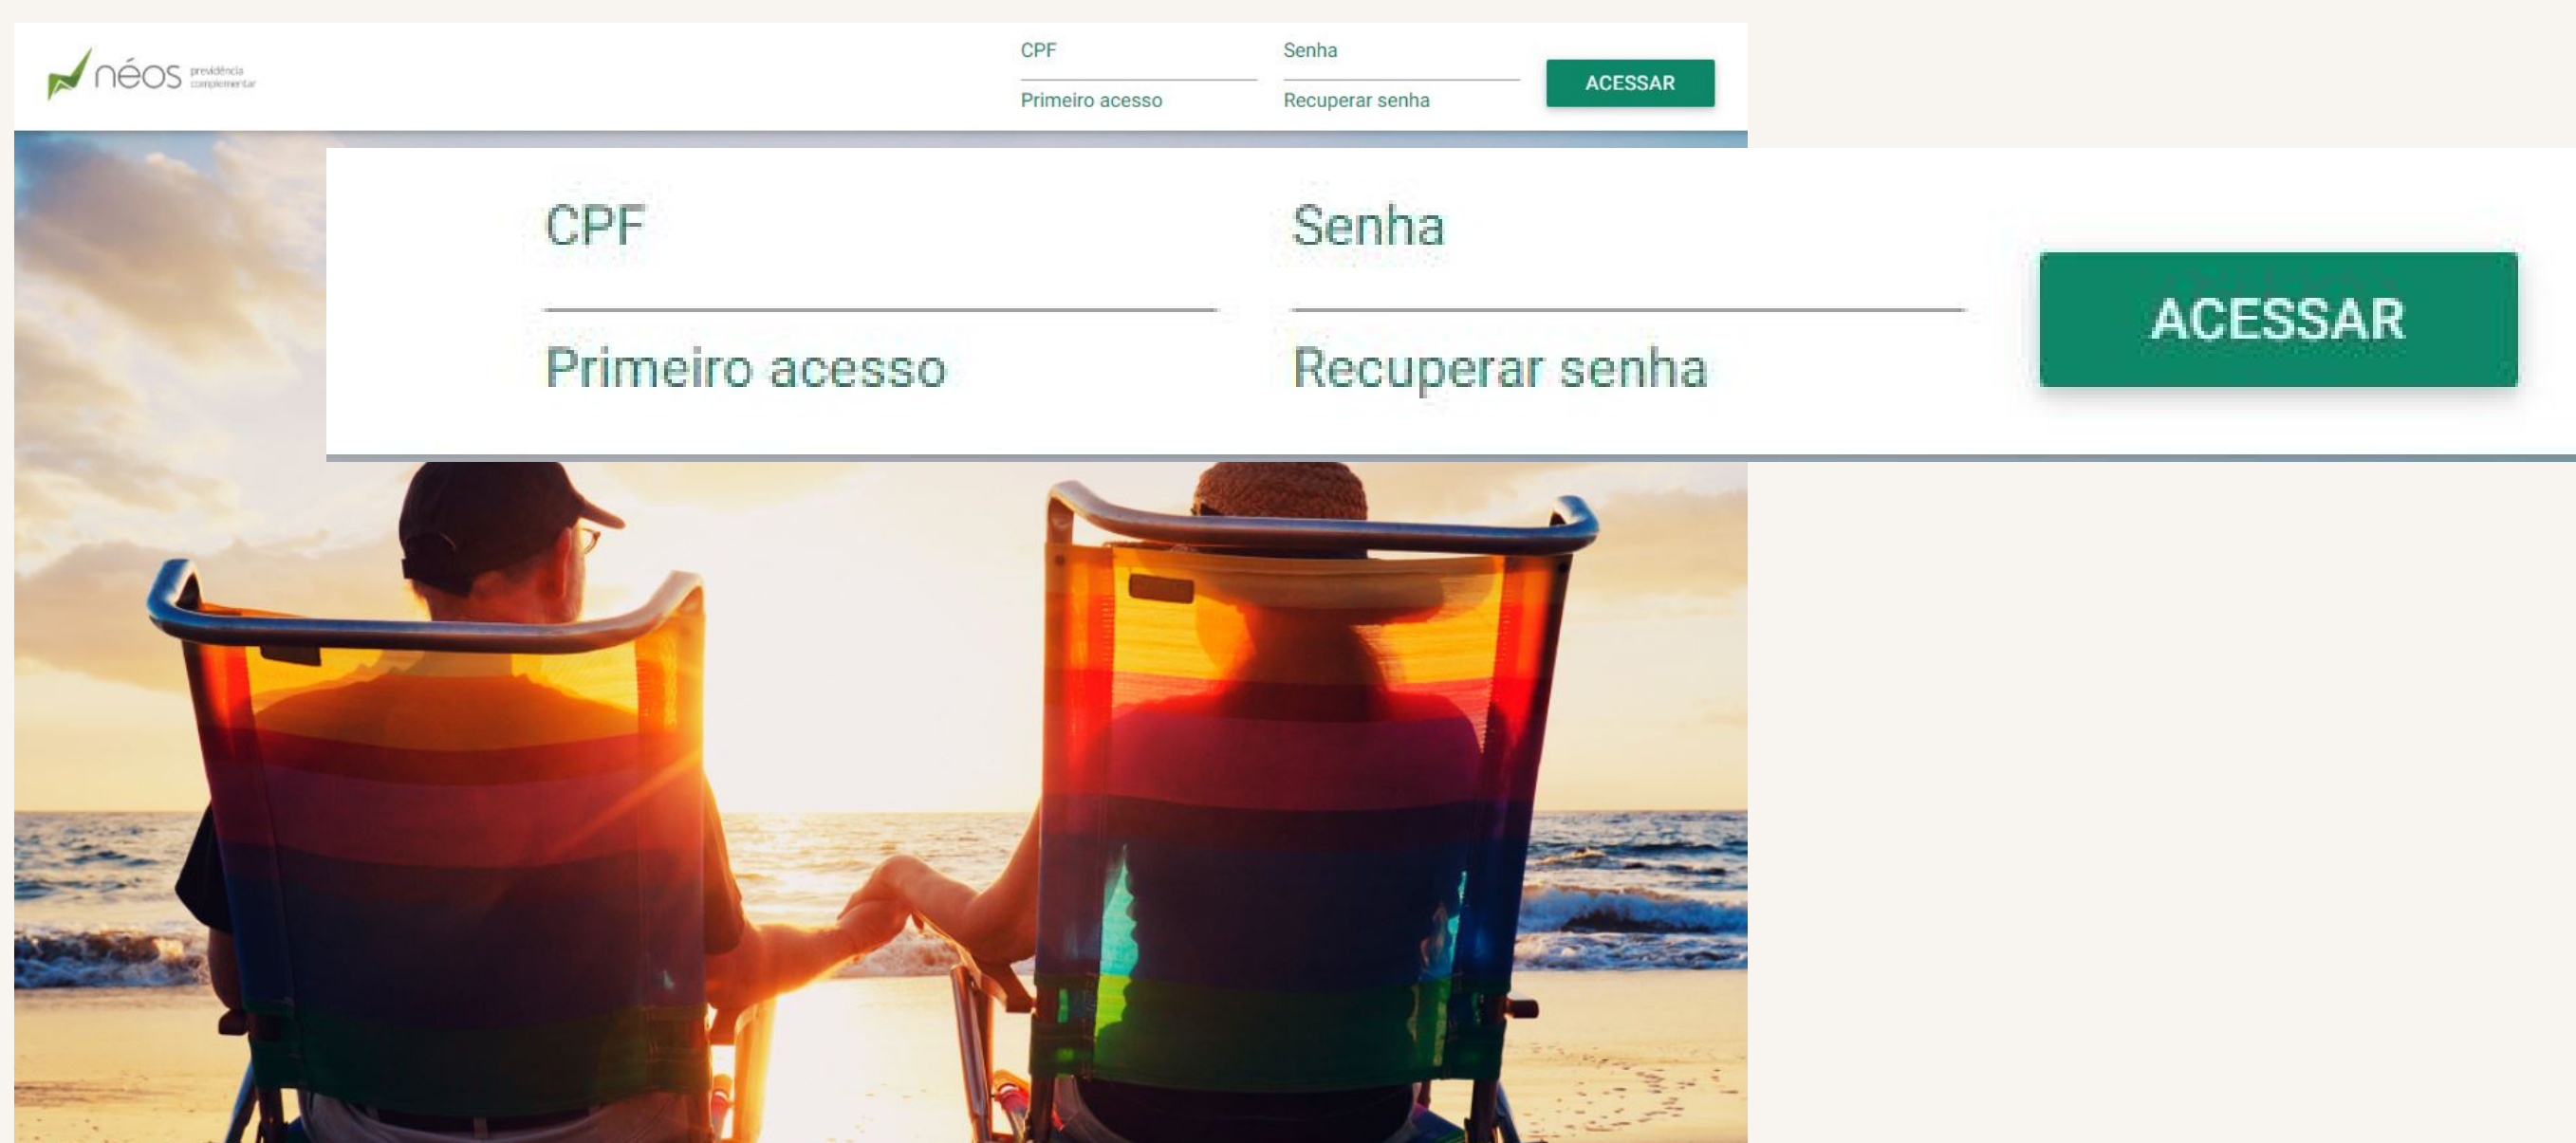 néos previdência
complementar
CPF
Senha
ACESSAR
Primeiro acesso
Recuperar senha
CPF
Senha
ACESSAR
Primeiro acesso
Recuperar senha